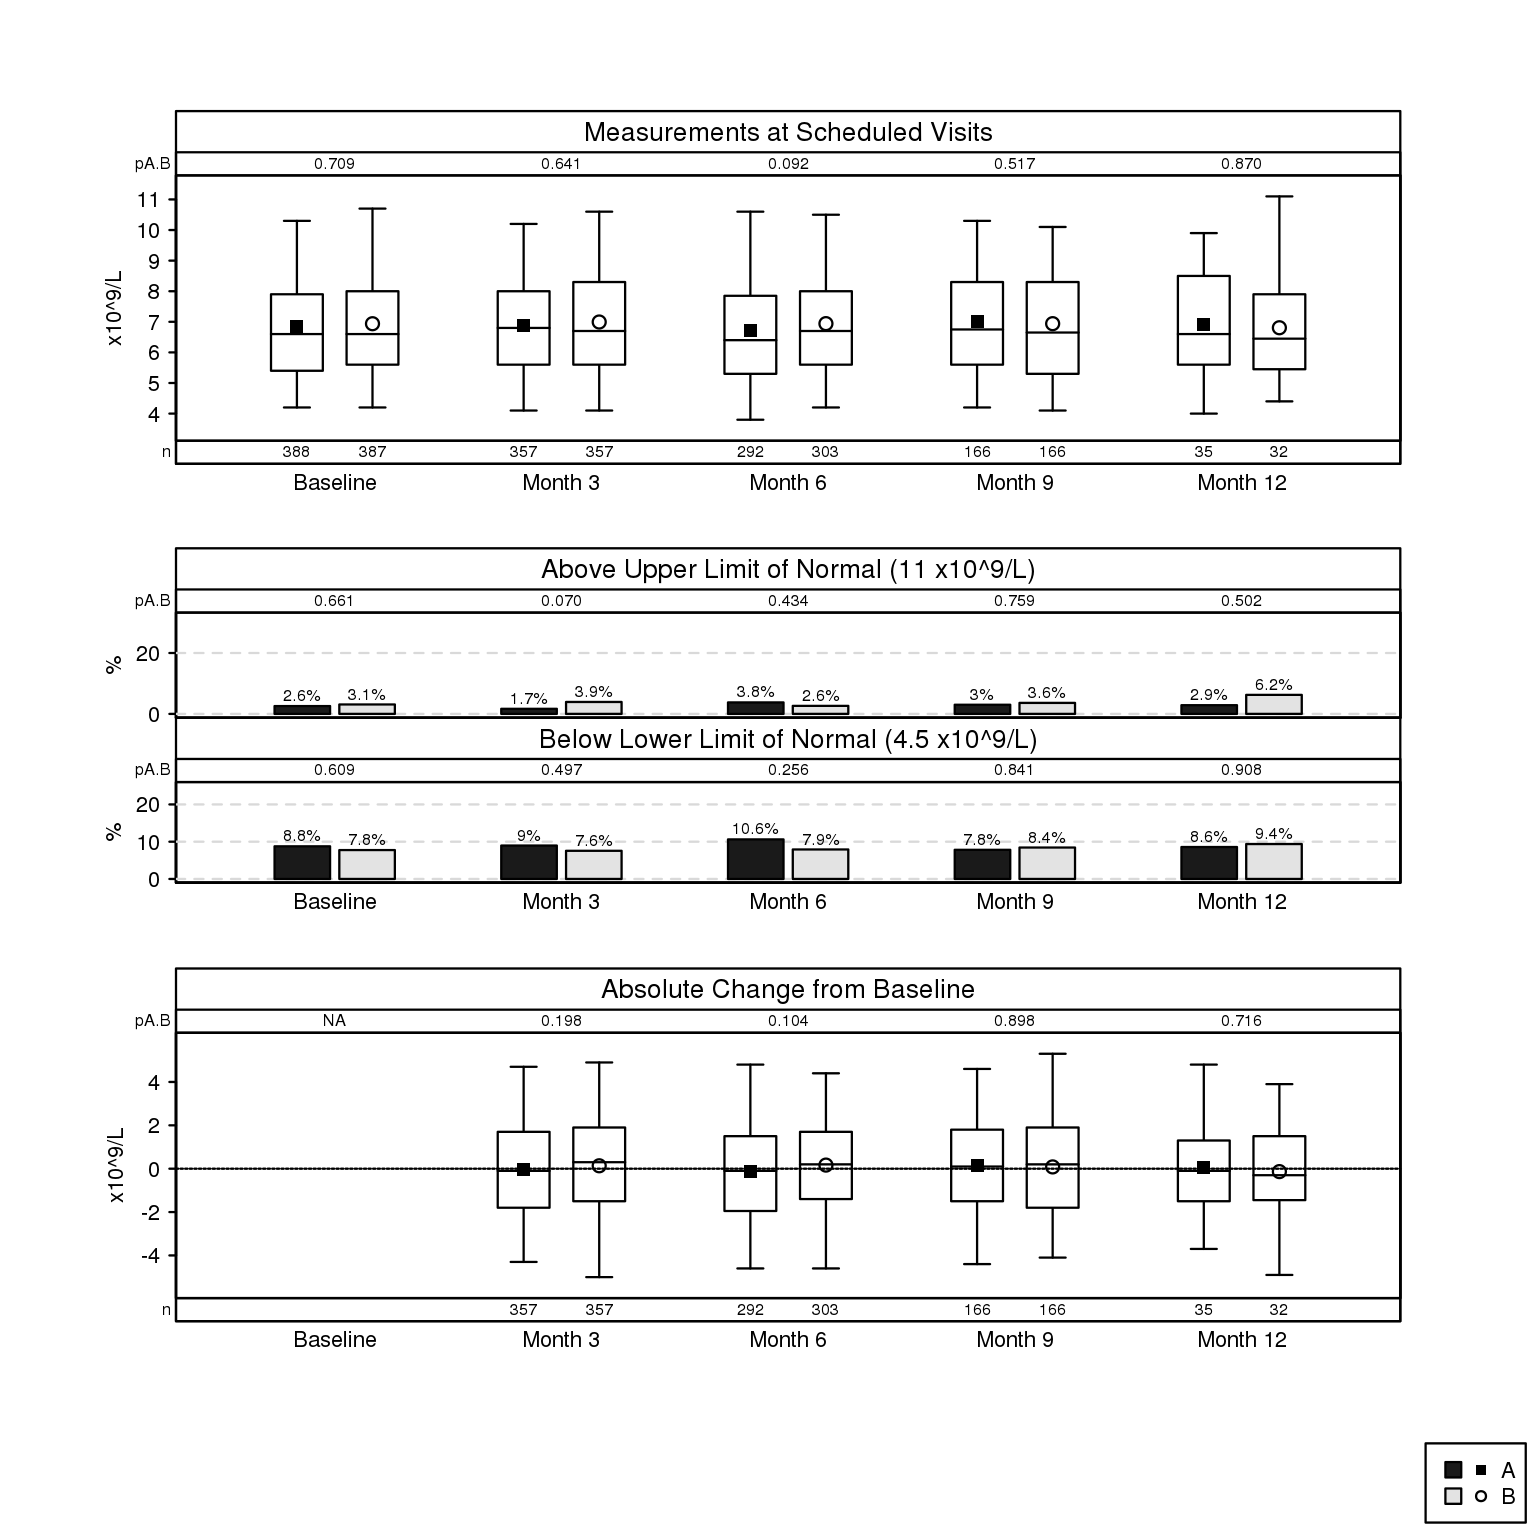 Measurements at Scheduled Visits
pA.B 0.709 0.641 0.092 0.517 0.870
11
10
9
8
7
6
5
4
x10^9/L
n 388 387 357 357 292 303 166 166 35 32
Baseline Month 3 Month 6 Month 9 Month 12
Above Upper Limit of Normal (11 x10^9/L)
pA.B 0.661 0.070 0.434 0.759 0.502
20
0
%
2.6% 3.1% 1.7% 3.9% 3.8% 2.6% 3% 3.6% 2.9% 6.2%
Below Lower Limit of Normal (4.5 x10^9/L)
pA.B 0.609 0.497 0.256 0.841 0.908
20
10
0
%
8.8% 7.8% 9% 7.6% 10.6% 7.9% 7.8% 8.4% 8.6% 9.4%
Baseline Month 3 Month 6 Month 9 Month 12
Absolute Change from Baseline
pA.B NA 0.198 0.104 0.898 0.716
4
2
0
-2
-4
x10^9/L
n 357 357 292 303 166 166 35 32
Baseline Month 3 Month 6 Month 9 Month 12
A
B